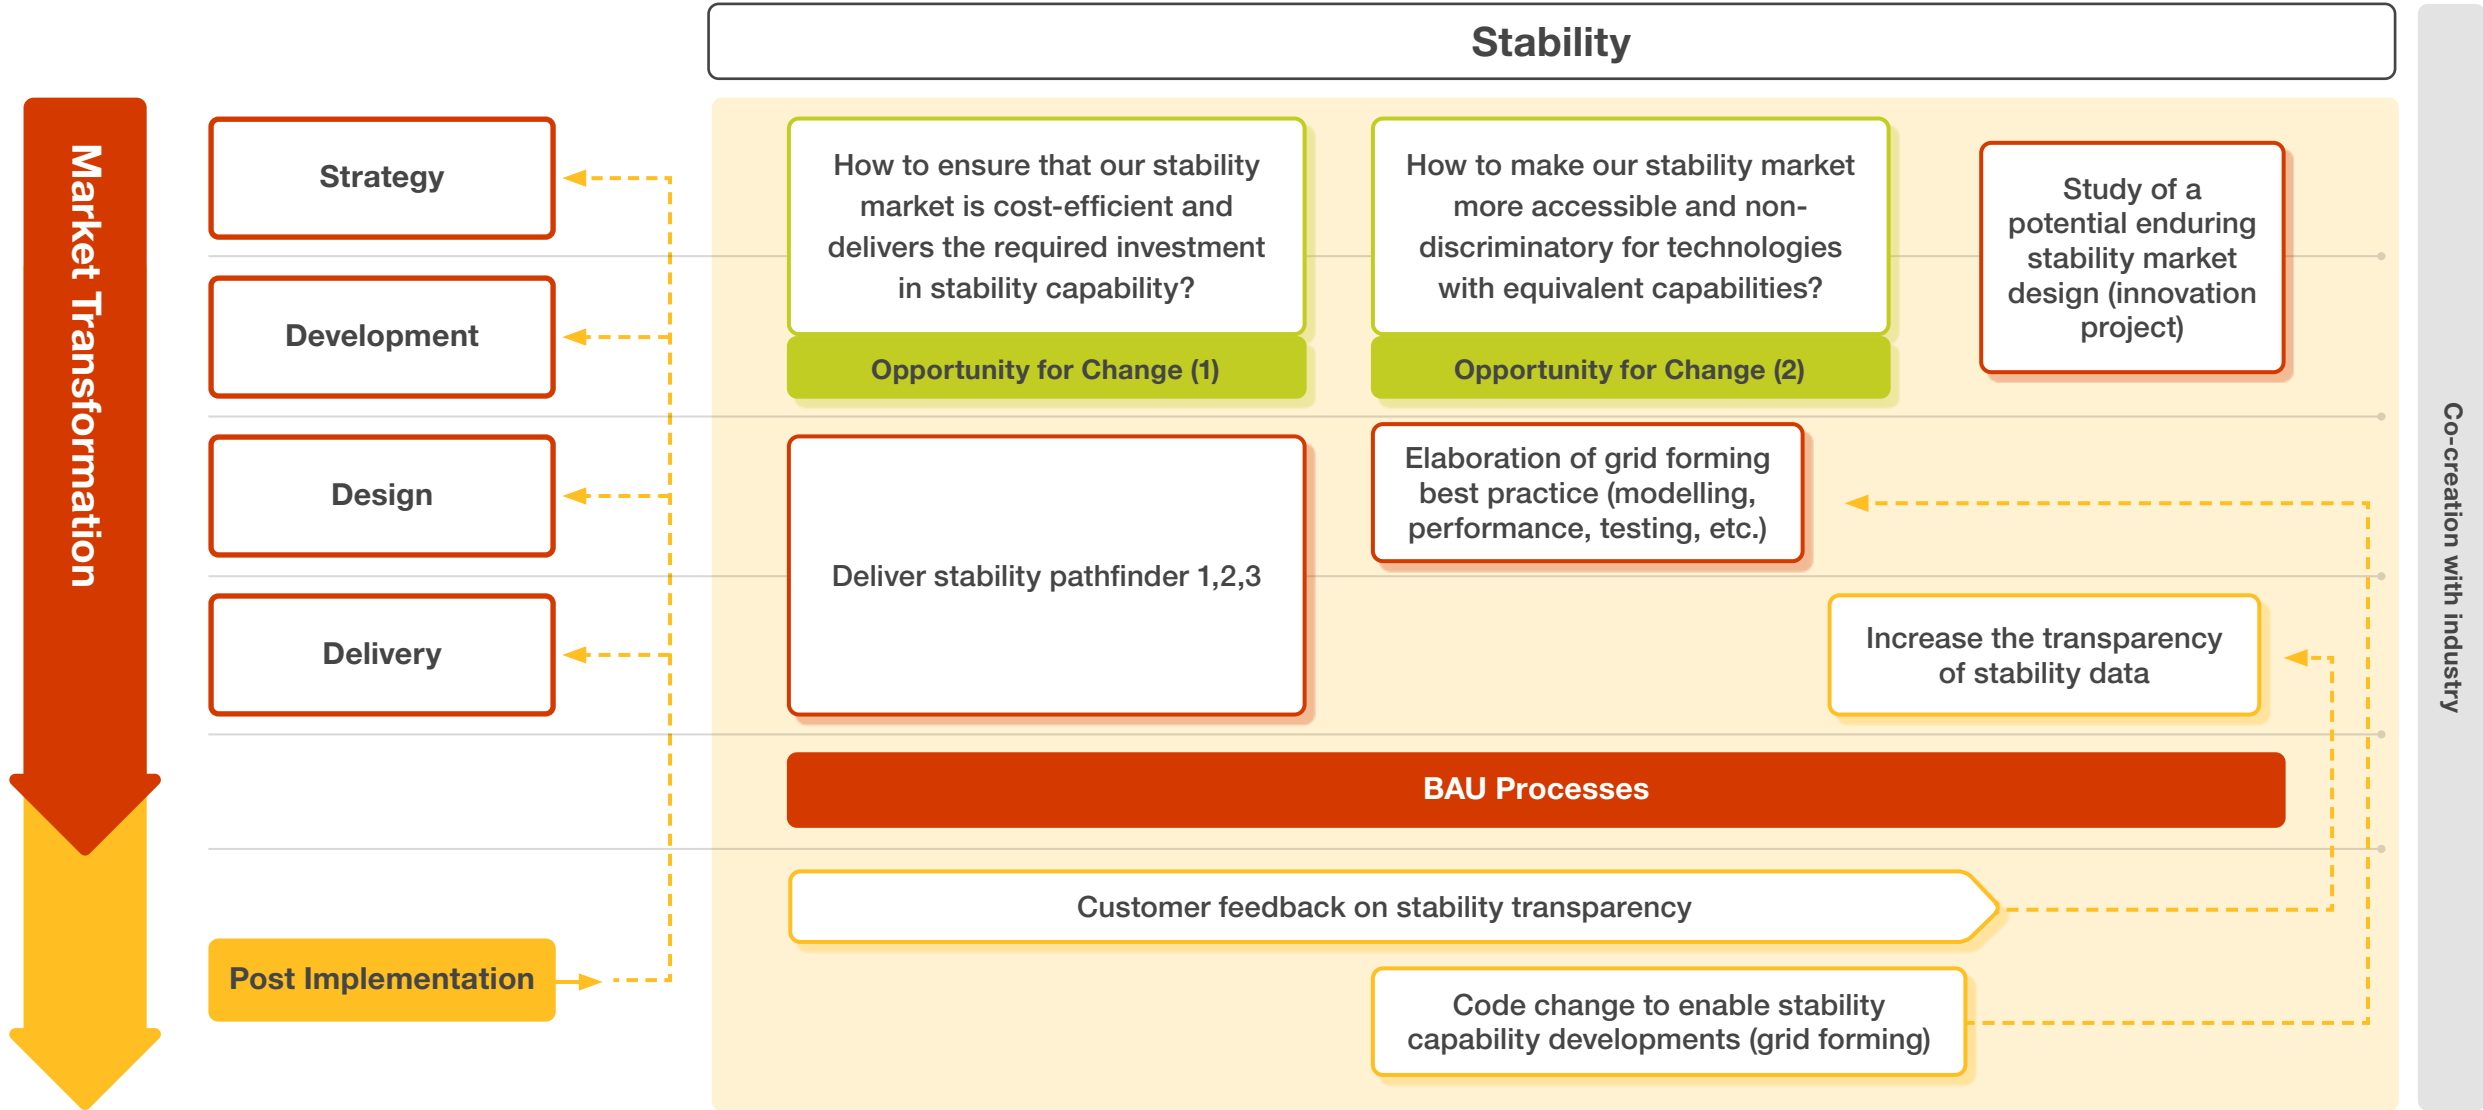 Stability
Market Transformation
Strategy
Development
Design
Delivery
Post Implementation
How to ensure that our stability
market is cost-efficient and
delivers the required investment
in stability capability?
Opportunity for Change (1)
How to make our stability market
more accessible and non-
discriminatory for technologies
with equivalent capabilities?
Opportunity for Change (2)
Study of a
potential enduring
stability market
design (innovation
project)
Deliver stability pathfinder 1,2,3
Elaboration of grid forming
best practice (modelling,
performance, testing, etc.)
Increase the transparency
of stability data
BAU Processes
Customer feedback on stability transparency
Code change to enable stability
capability developments (grid forming)
Co-creation with industry